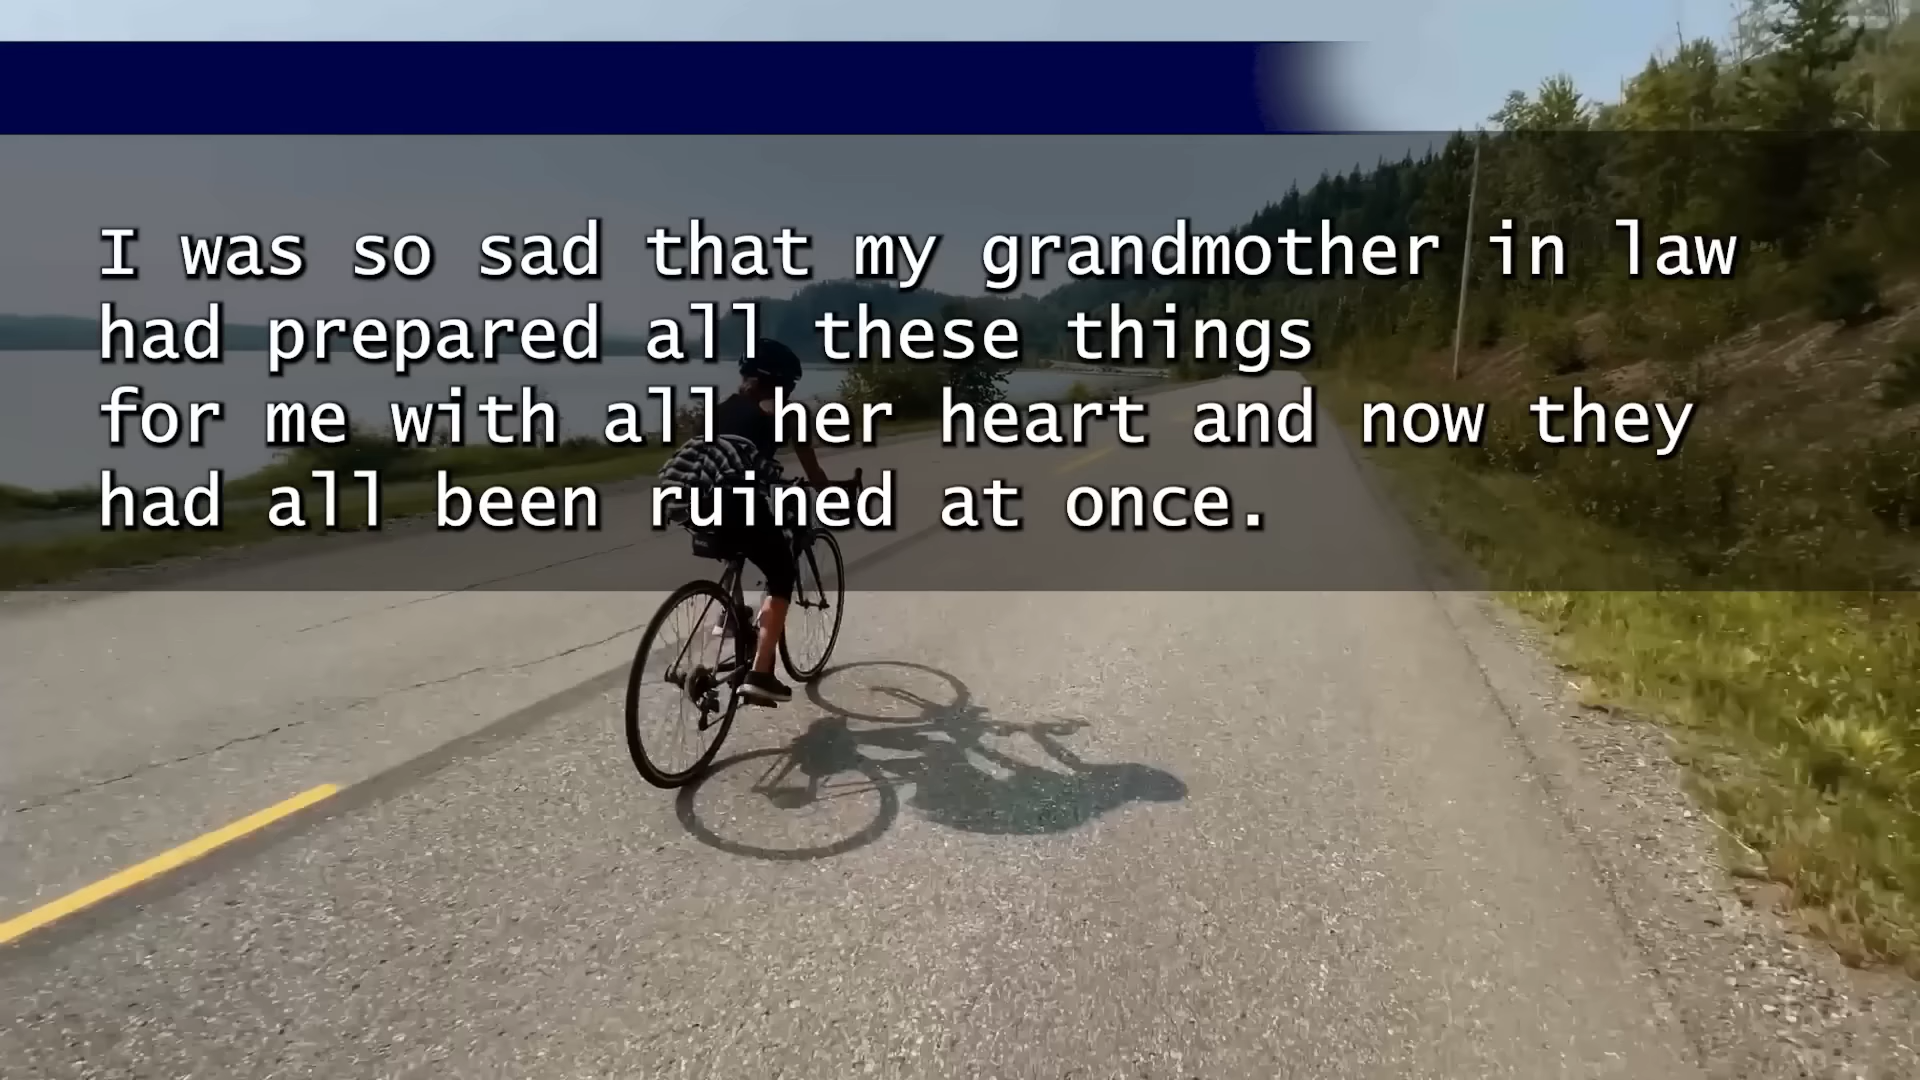 I was so sad that my grandmother in law
had prepared all these things
for me with all her heart and now they
had all been ruined at once.